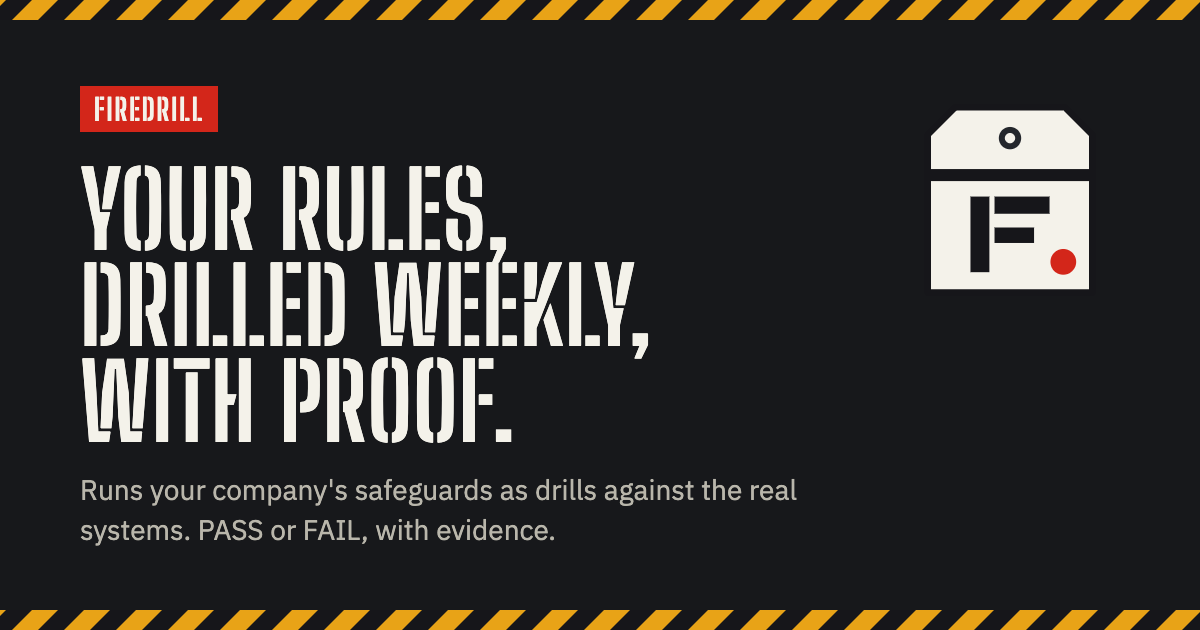 FIREDRILL
YOUR RULES,
DRILLED WEEKLY,
WITH PROOF.
F.
Runs your company's safeguards as drills against the real
systems. PASS or FAIL, with evidence.